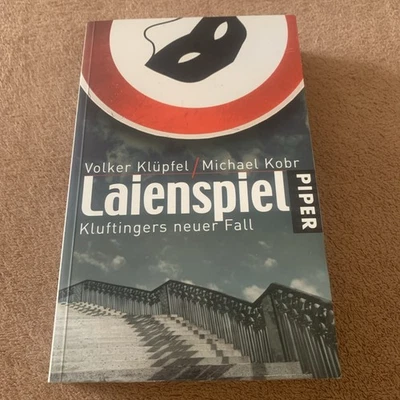 Volker Klüpfel / Michael Kobr
Laienspiel
Kluftingers neuer Fall
PIPER